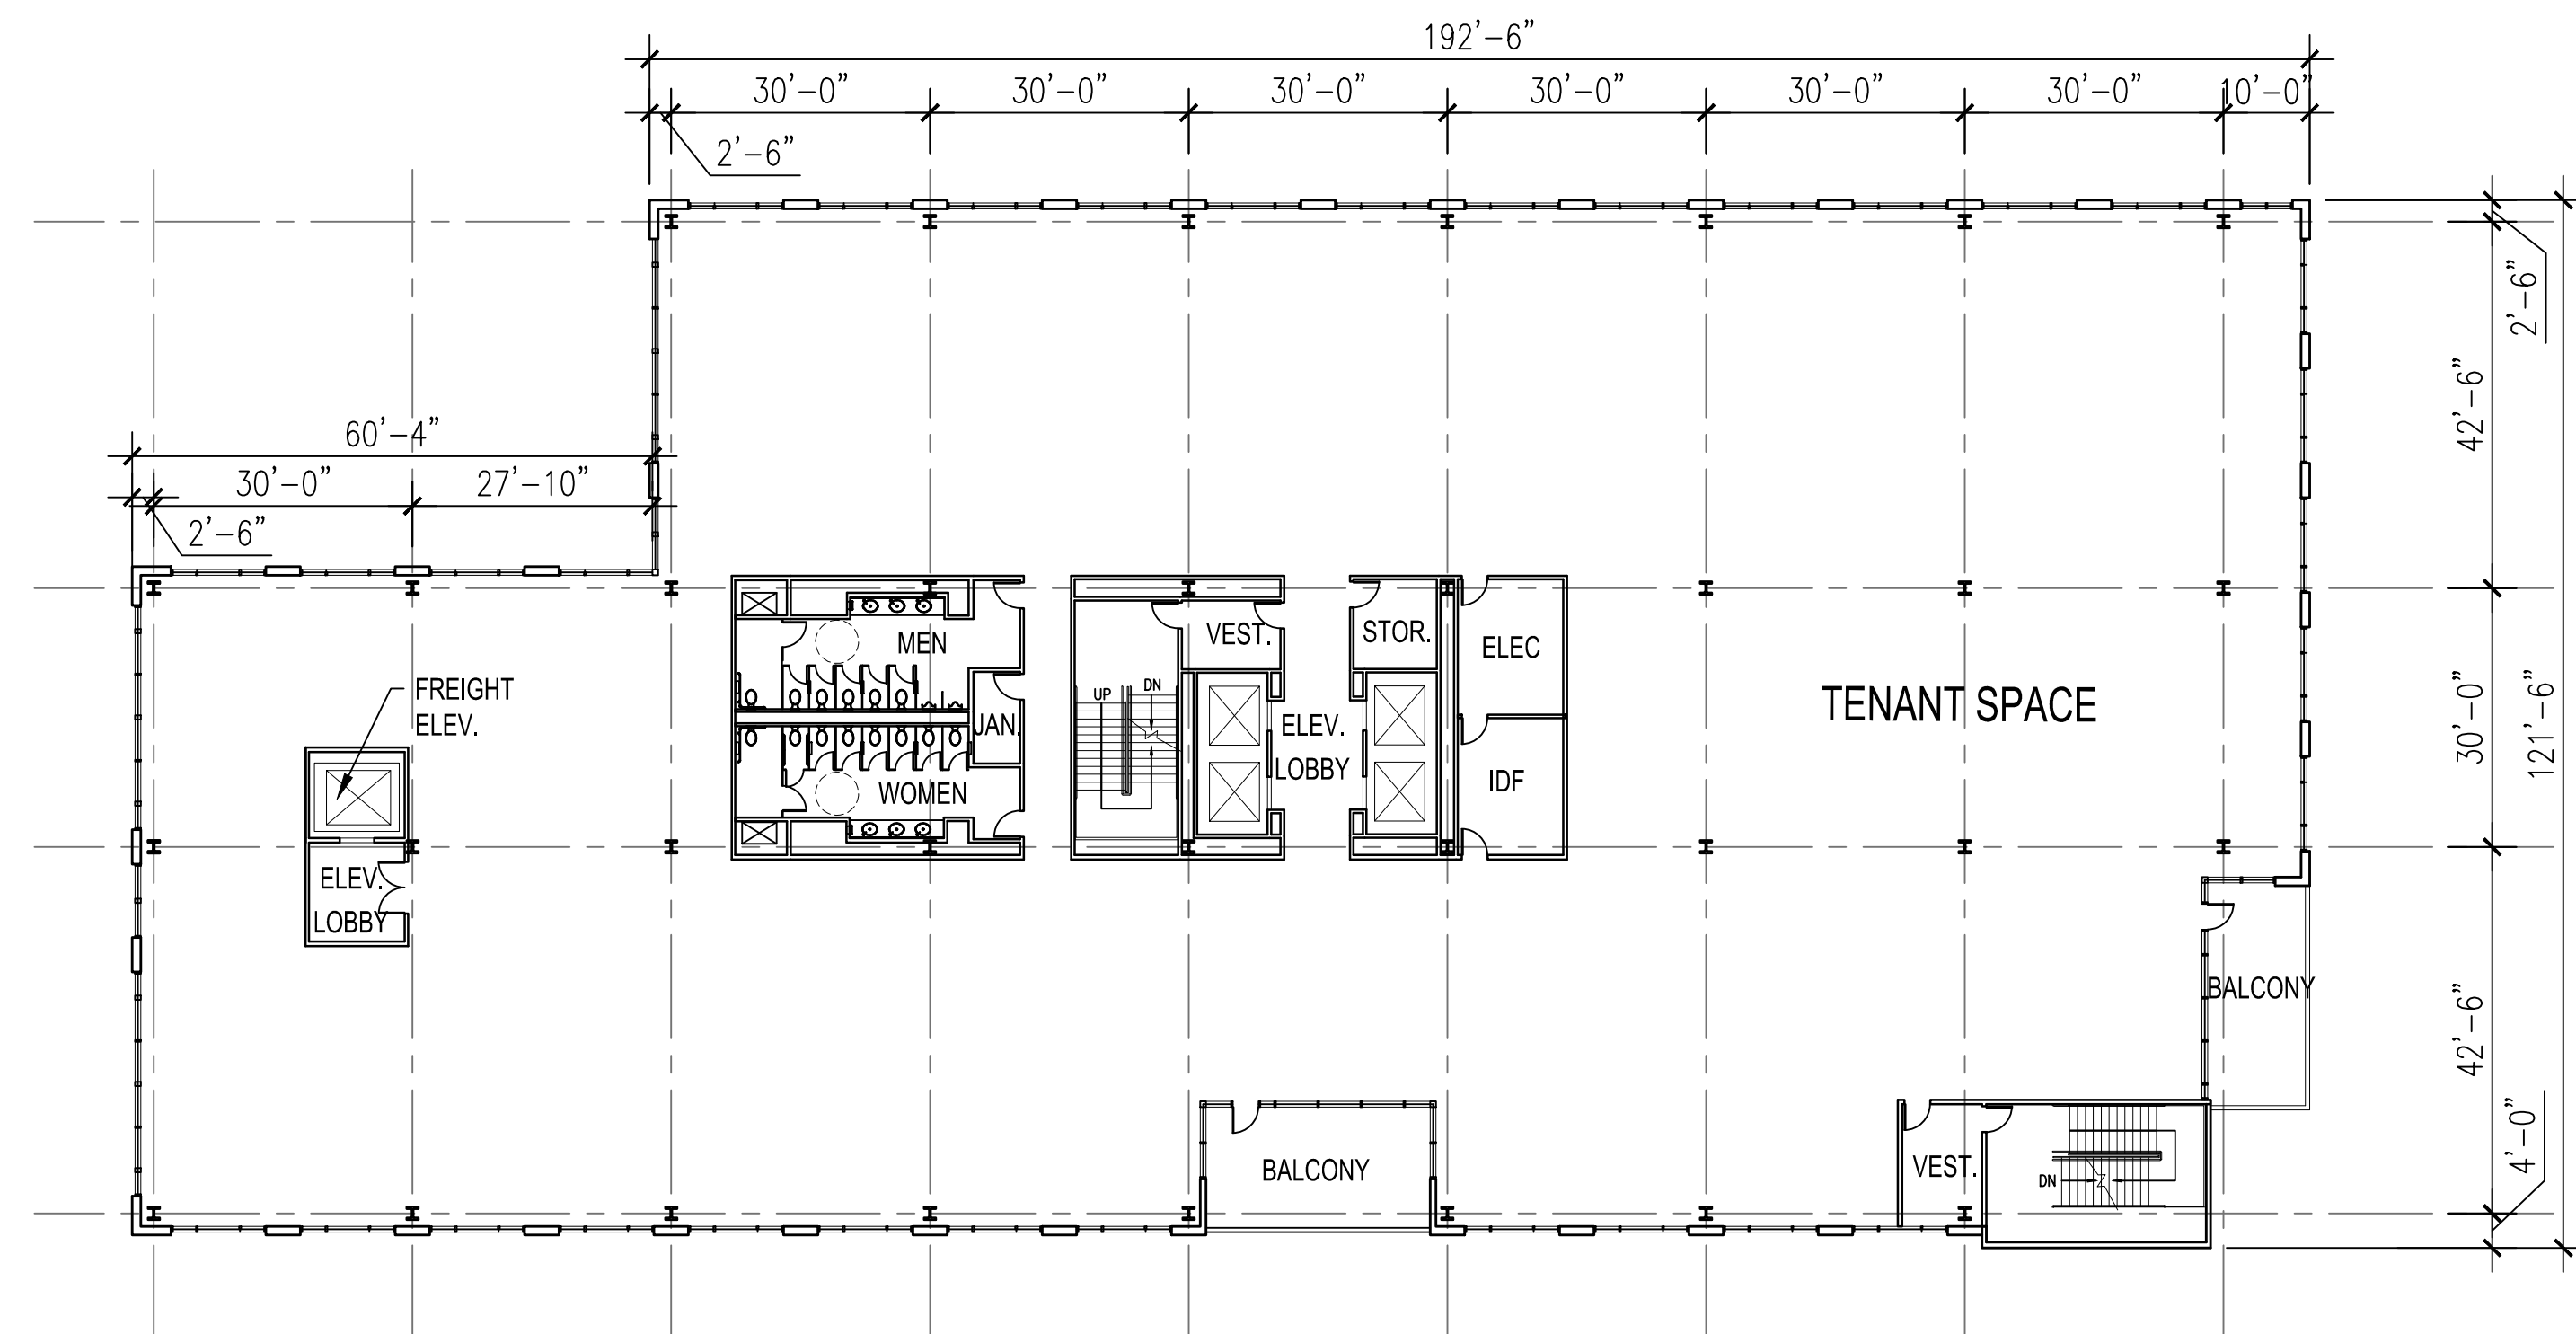 192'-6"
30'-0"
30'-0"
30'-0"
30'-0"
30'-0"
30'-0"
10'-0"
2'-6"
2'-6"
42'-6"
60'-4"
30'-0"
27'-10"
2'-6"
MEN
VEST.
STOR.
ELEC
FREIGHT
ELEV.
UP
DN
TENANT SPACE
30'-0"
121'-6"
JAN.
ELEV.
LOBBY
IDF
WOMEN
ELEV.
LOBBY
BALCONY
42'-6"
4'-0"
BALCONY
VEST.
DN